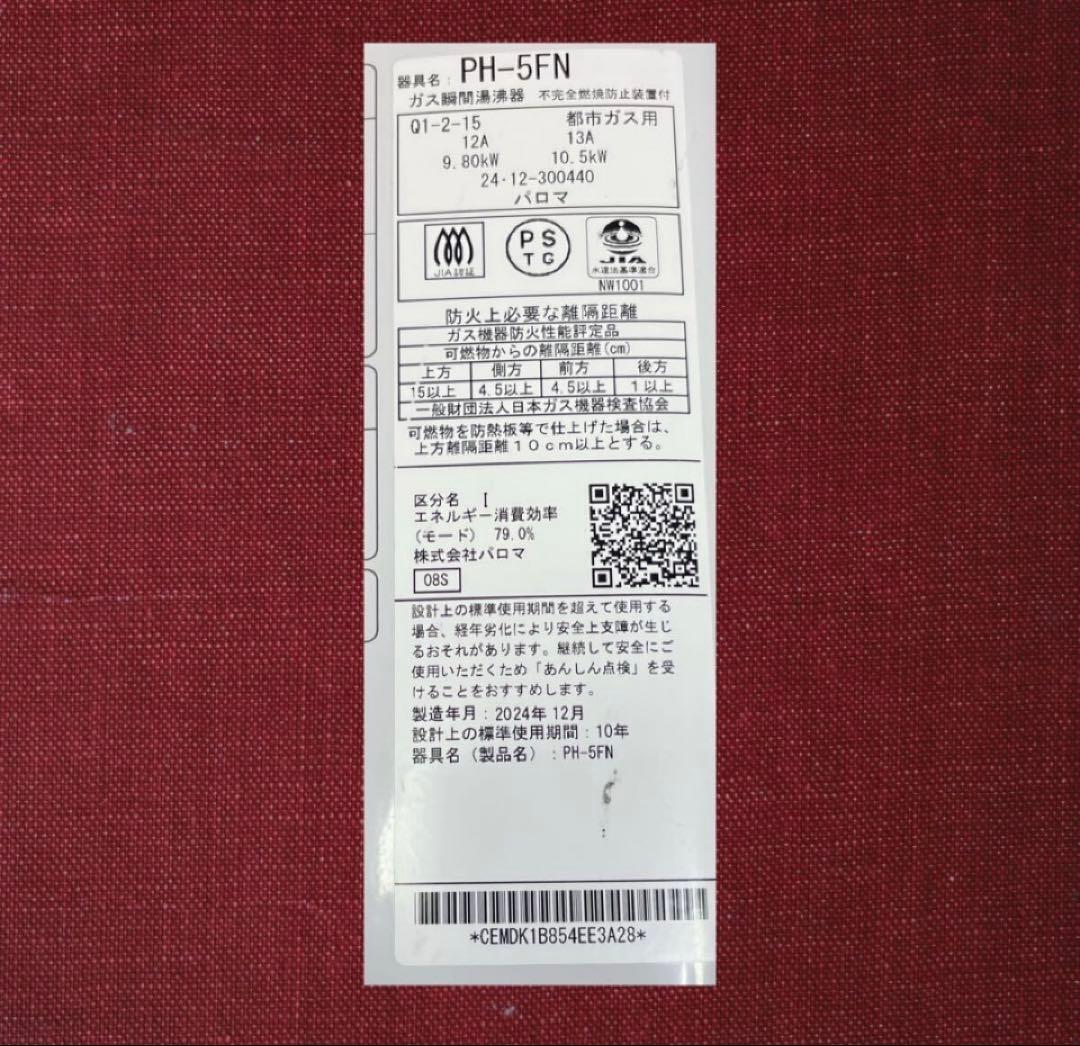 器具名：PH-5FN
ガス瞬間湯沸器 不完全燃焼防止装置付
Q1-2-15 都市ガス用
12A 13A
9.80kW 10.5kW
24・12-300440
パロマ
JIA認証
PS
TG
JIA
水道法基準適合
NW1001
防火上必要な離隔距離
ガス機器防火性能評定品
可燃物からの離隔距離(cm)
上方 側方 前方 後方
15以上 4.5以上 4.5以上 1以上
一般財団法人日本ガス機器検査協会
可燃物を防熱板等で仕上げた場合は、
上方離隔距離10cm以上とする。
区分名 I
エネルギー消費効率
(モード) 79.0%
株式会社パロマ
08S
設計上の標準使用期間を超えて使用する
場合、経年劣化により安全上支障が生じ
るおそれがあります。継続して安全にご
使用いただくため「あんしん点検」を受
けることをおすすめします。
製造年月：2024年12月
設計上の標準使用期間：10年
器具名（製品名）：PH-5FN
*CEMDK1B854EE3A28*